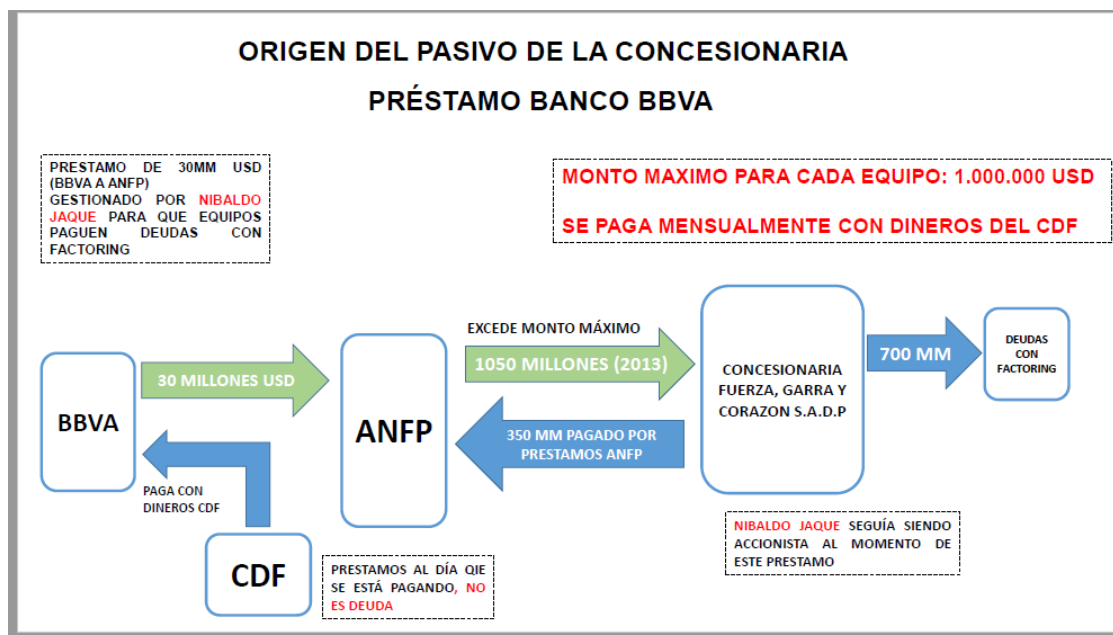 ORIGEN DEL PASIVO DE LA CONCESIONARIA
PRÉSTAMO BANCO BBVA
PRESTAMO DE 30MM USD
(BBVA A ANFP)
GESTIONADO POR NIBALDO
JAQUE PARA QUE EQUIPOS
PAGUEN DEUDAS CON
FACTORING
MONTO MAXIMO PARA CADA EQUIPO: 1.000.000 USD
SE PAGA MENSUALMENTE CON DINEROS DEL CDF
BBVA
30 MILLONES USD
PAGA CON
DINEROS CDF
CDF
ANFP
EXCEDE MONTO MÁXIMO
1050 MILLONES (2013)
350 MM PAGADO POR
PRESTAMOS ANFP
CONCESIONARIA
FUERZA, GARRA Y
CORAZON S.A.D.P
700 MM
DEUDAS
CON
FACTORING
PRESTAMOS AL DÍA QIE
SE ESTÁ PAGANDO, NO
ES DEUDA
NIBALDO JAQUE SEGUÍA SIENDO
ACCIONISTA AL MOMENTO DE
ESTE PRESTAMO